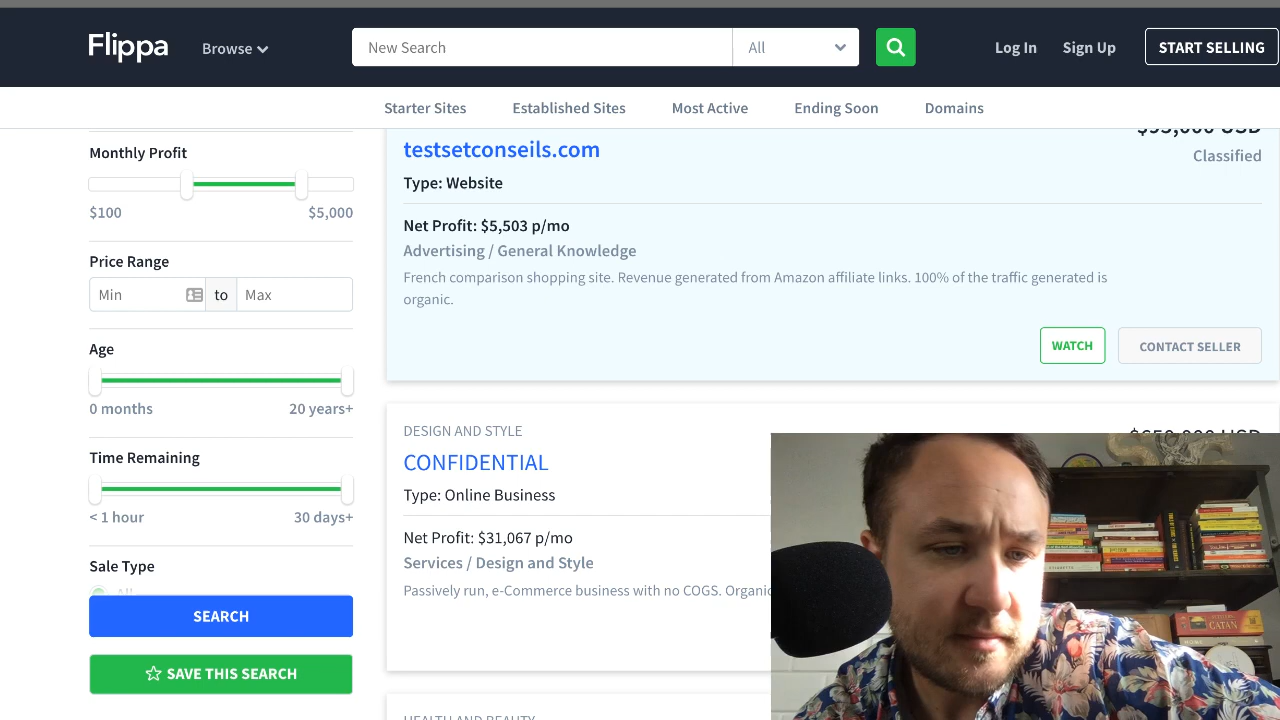 Flippa
Browse
New Search
All
Log In
Sign Up
START SELLING
Starter Sites
Established Sites
Most Active
Ending Soon
Domains
Monthly Profit
$100
$5,000
Price Range
Min
to
Max
Age
0 months
20 years+
Time Remaining
< 1 hour
30 days+
Sale Type
All
SEARCH
SAVE THIS SEARCH
testsetconseils.com
Classified
Type: Website
Net Profit: $5,503 p/mo
Advertising / General Knowledge
French comparison shopping site. Revenue generated from Amazon affiliate links. 100% of the traffic generated is
organic.
WATCH
CONTACT SELLER
DESIGN AND STYLE
CONFIDENTIAL
Type: Online Business
Net Profit: $31,067 p/mo
Services / Design and Style
Passively run, e-Commerce business with no COGS.
HEALTH AND BEAUTY
CATAN